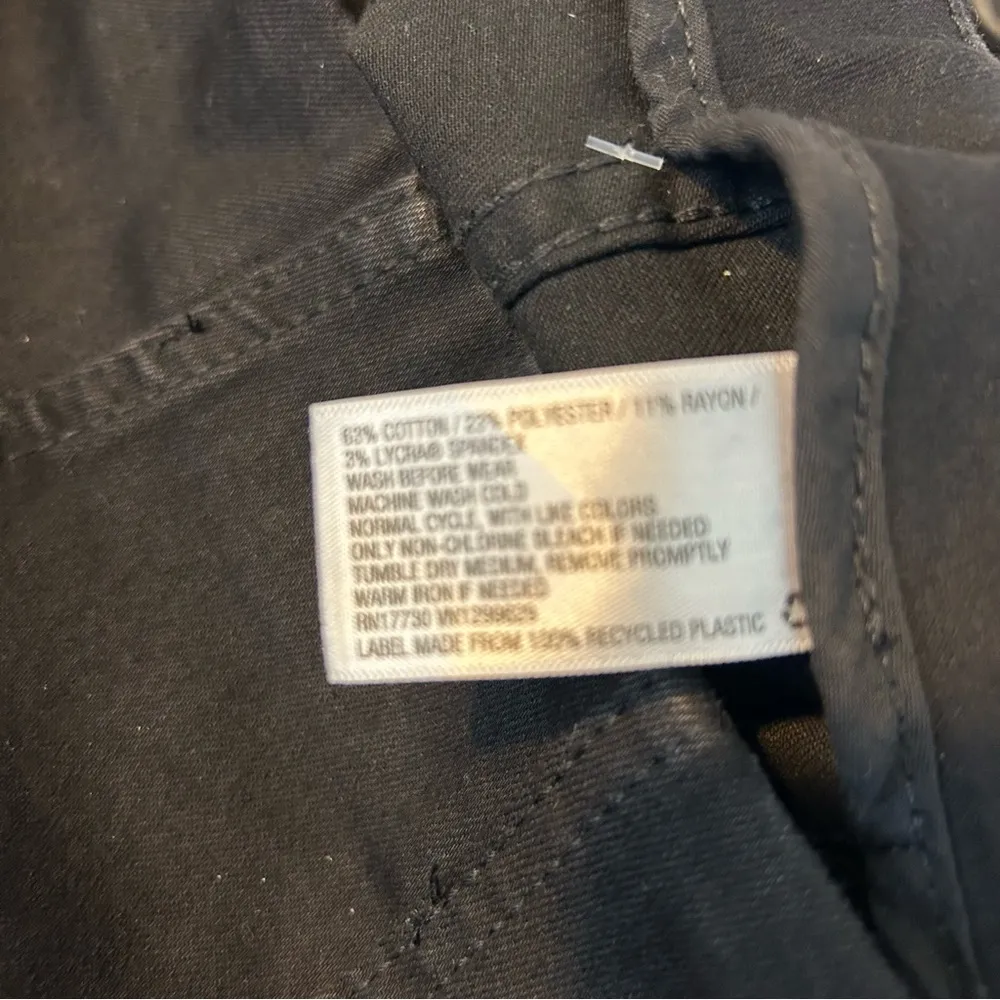 63% COTTON / 23% POLYESTER / 11% RAYON /
3% LYCRA® SPANDEX
WASH BEFORE WEAR
MACHINE WASH COLD
NORMAL CYCLE, WITH LIKE COLORS
ONLY NON-CHLORINE BLEACH IF NEEDED
TUMBLE DRY MEDIUM, REMOVE PROMPTLY
WARM IRON IF NEEDED
RN17730
LABEL MADE FROM 100% RECYCLED PLASTIC